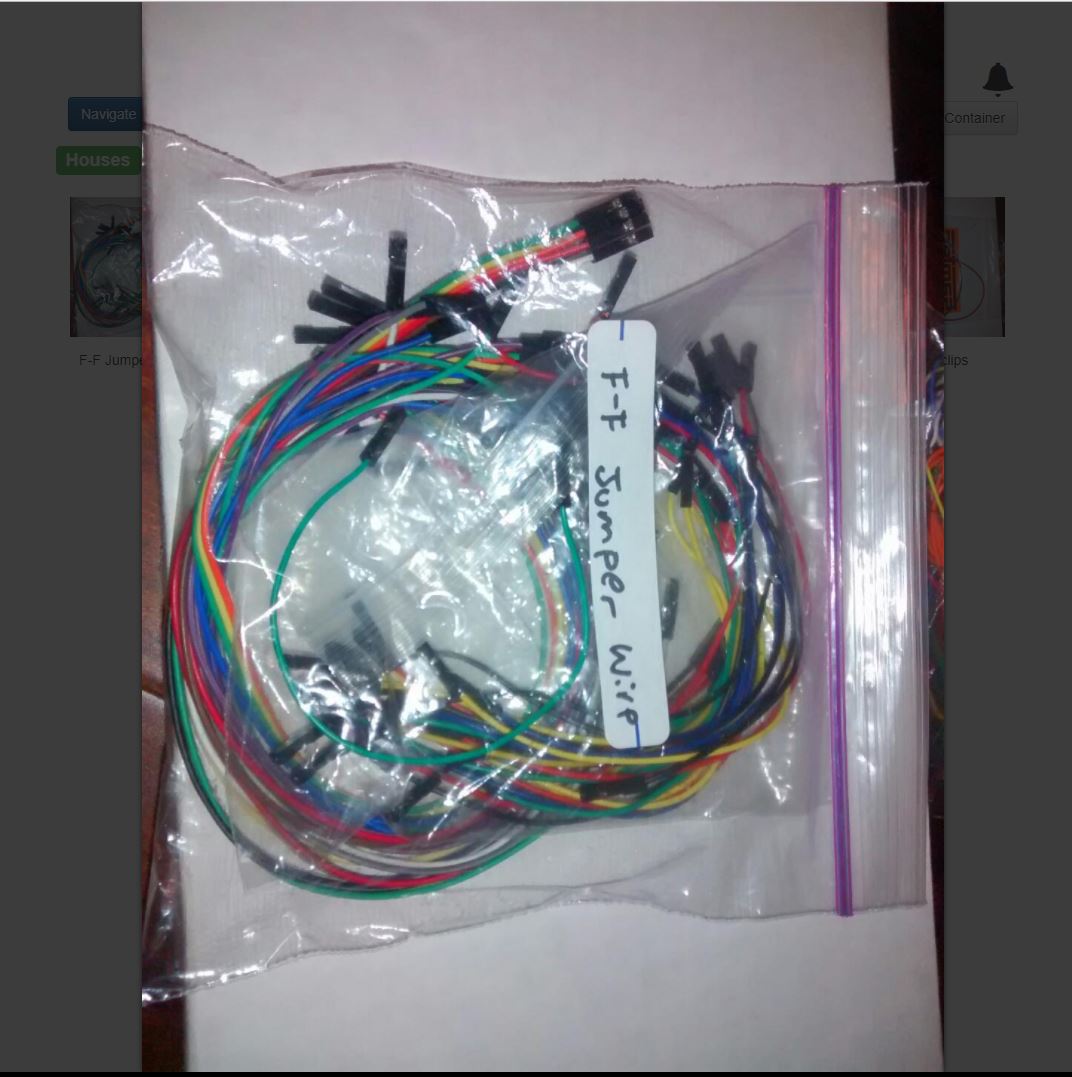 Navigate
Container
Houses
F-F Jumper Wire
F-F Jumpe
clips